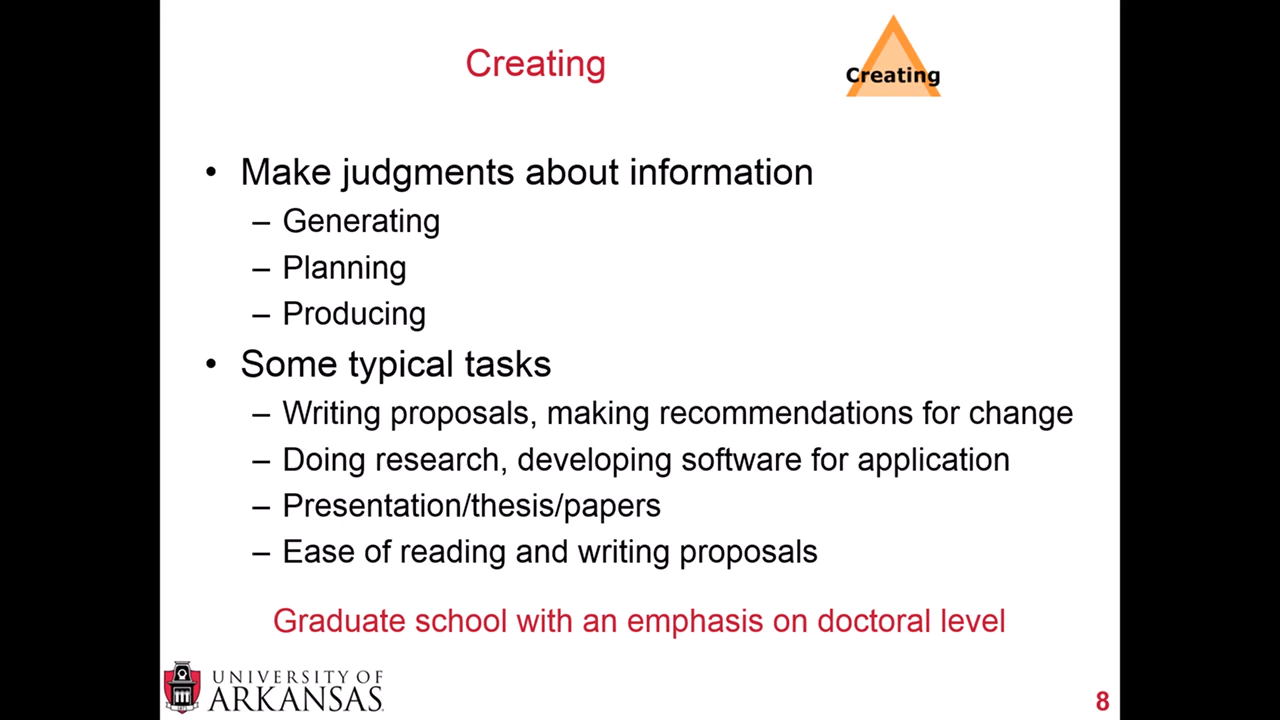 Creating
Creating
• Make judgments about information
– Generating
– Planning
– Producing
• Some typical tasks
– Writing proposals, making recommendations for change
– Doing research, developing software for application
– Presentation/thesis/papers
– Ease of reading and writing proposals
Graduate school with an emphasis on doctoral level
UNIVERSITY OF
ARKANSAS
8